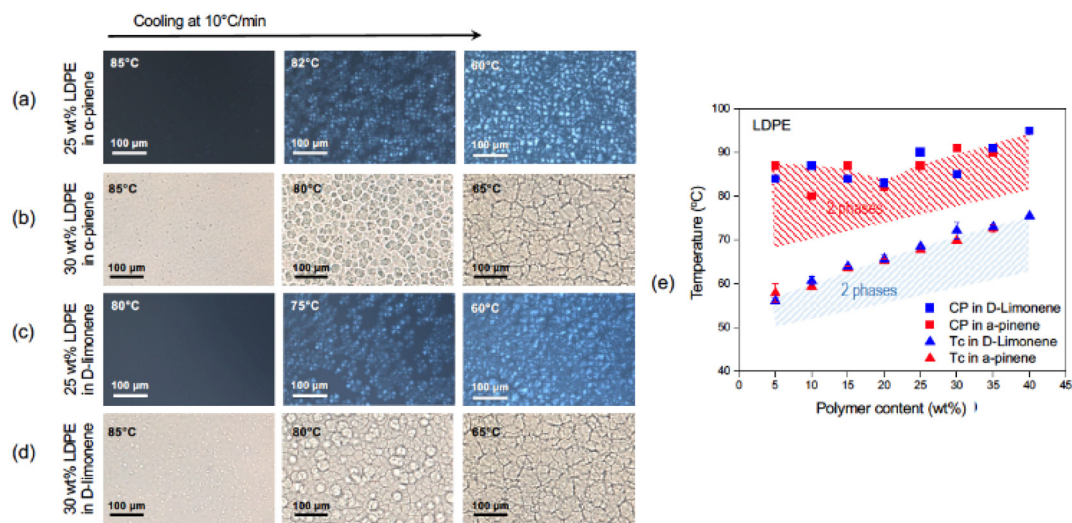 Cooling at 10°C/min
(a)
25 wt% LDPE
in α-pinene
85°C
100 µm
82°C
100 µm
60°C
100 µm
(b)
30 wt% LDPE
in α-pinene
85°C
100 µm
80°C
100 µm
65°C
100 µm
(c)
25 wt% LDPE
in D-limonene
80°C
100 µm
75°C
100 µm
60°C
100 µm
(d)
30 wt% LDPE
in D-limonene
85°C
100 µm
80°C
100 µm
65°C
100 µm
(e)
LDPE
Temperature (°C)
100
90
80
70
60
50
40
2 phases
2 phases
CP in D-Limonene
CP in a-pinene
Tc in D-Limonene
Tc in a-pinene
0 5 10 15 20 25 30 35 40 45
Polymer content (wt%) )